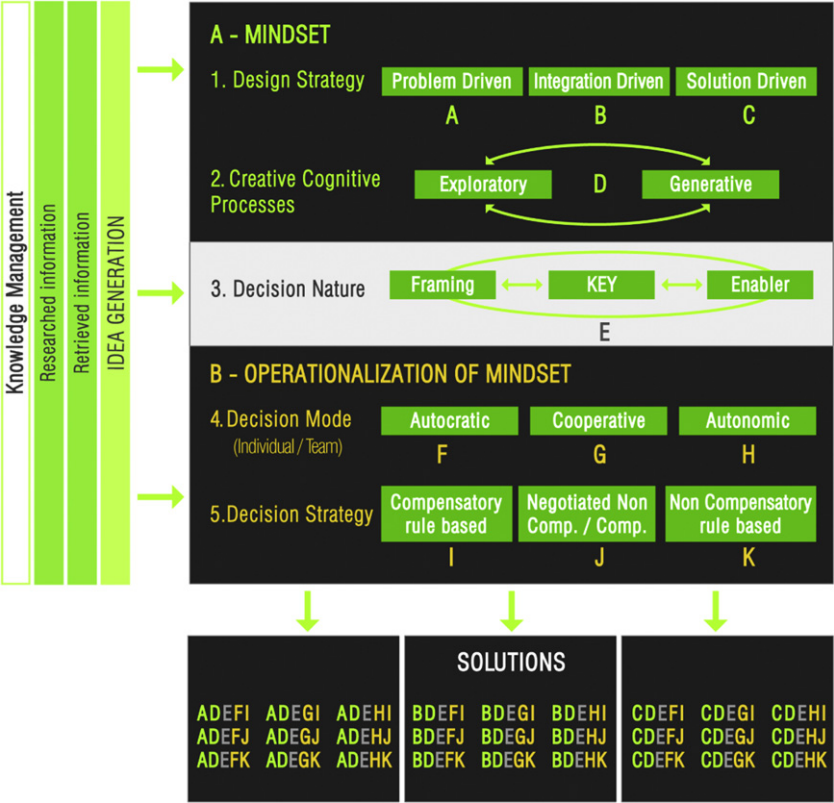 Knowledge Management
Researched information
Retrieved information
IDEA GENERATION
A - MINDSET
1. Design Strategy
Problem Driven
Integration Driven
Solution Driven
A
B
C
2. Creative Cognitive
Processes
Exploratory
D
Generative
3. Decision Nature
Framing
KEY
Enabler
E
B - OPERATIONALIZATION OF MINDSET
4. Decision Mode
(Individual / Team)
Autocratic
Cooperative
Autonomic
F
G
H
5. Decision Strategy
Compensatory
rule based
Negotiated Non
Comp. / Comp.
Non Compensatory
rule based
I
J
K
SOLUTIONS
ADEFI ADEGI ADEHI
ADEFJ ADEGJ ADEHJ
ADEFK ADEGK ADEHK
BDEFI BDEGI BDEHI
BDEFJ BDEGJ BDEHJ
BDEFK BDEGK BDEHK
CDEFI CDEGI CDEHI
CDEFJ CDEGJ CDEHJ
CDEFK CDEGK CDEHK